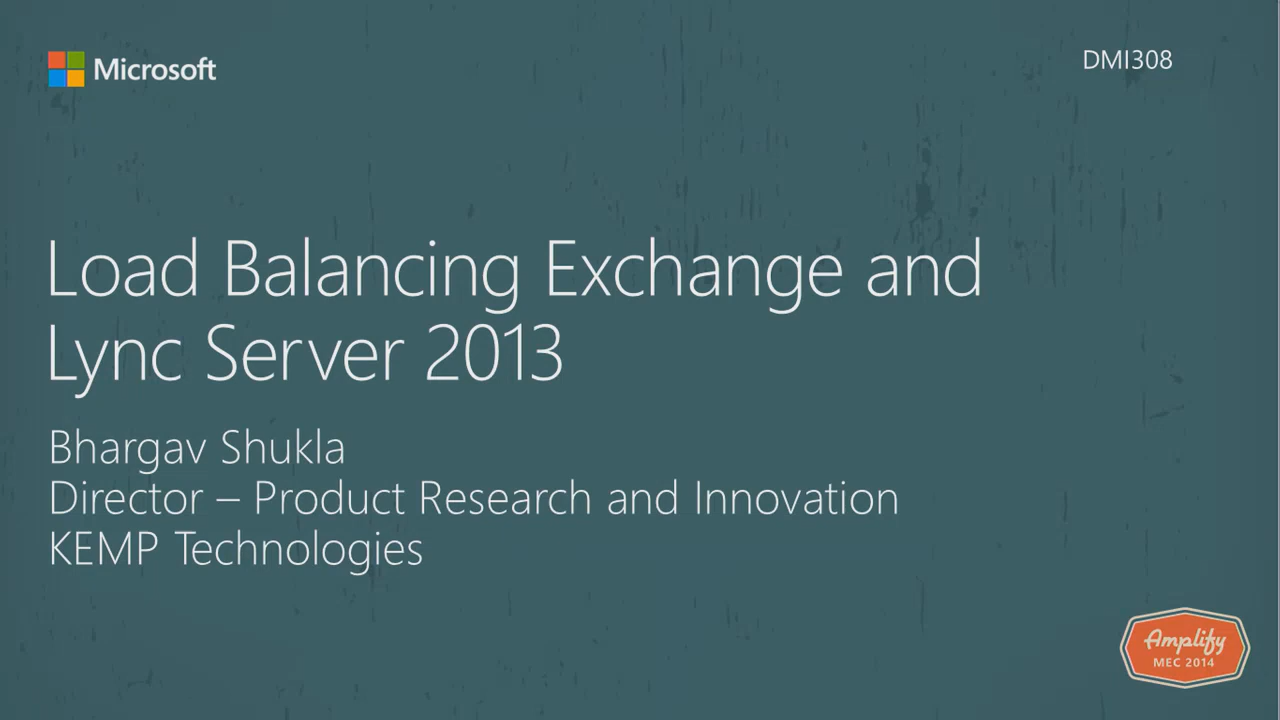 Microsoft
DMI308
Load Balancing Exchange and
Lync Server 2013
Bhargav Shukla
Director – Product Research and Innovation
KEMP Technologies
Amplify
MEC 2014